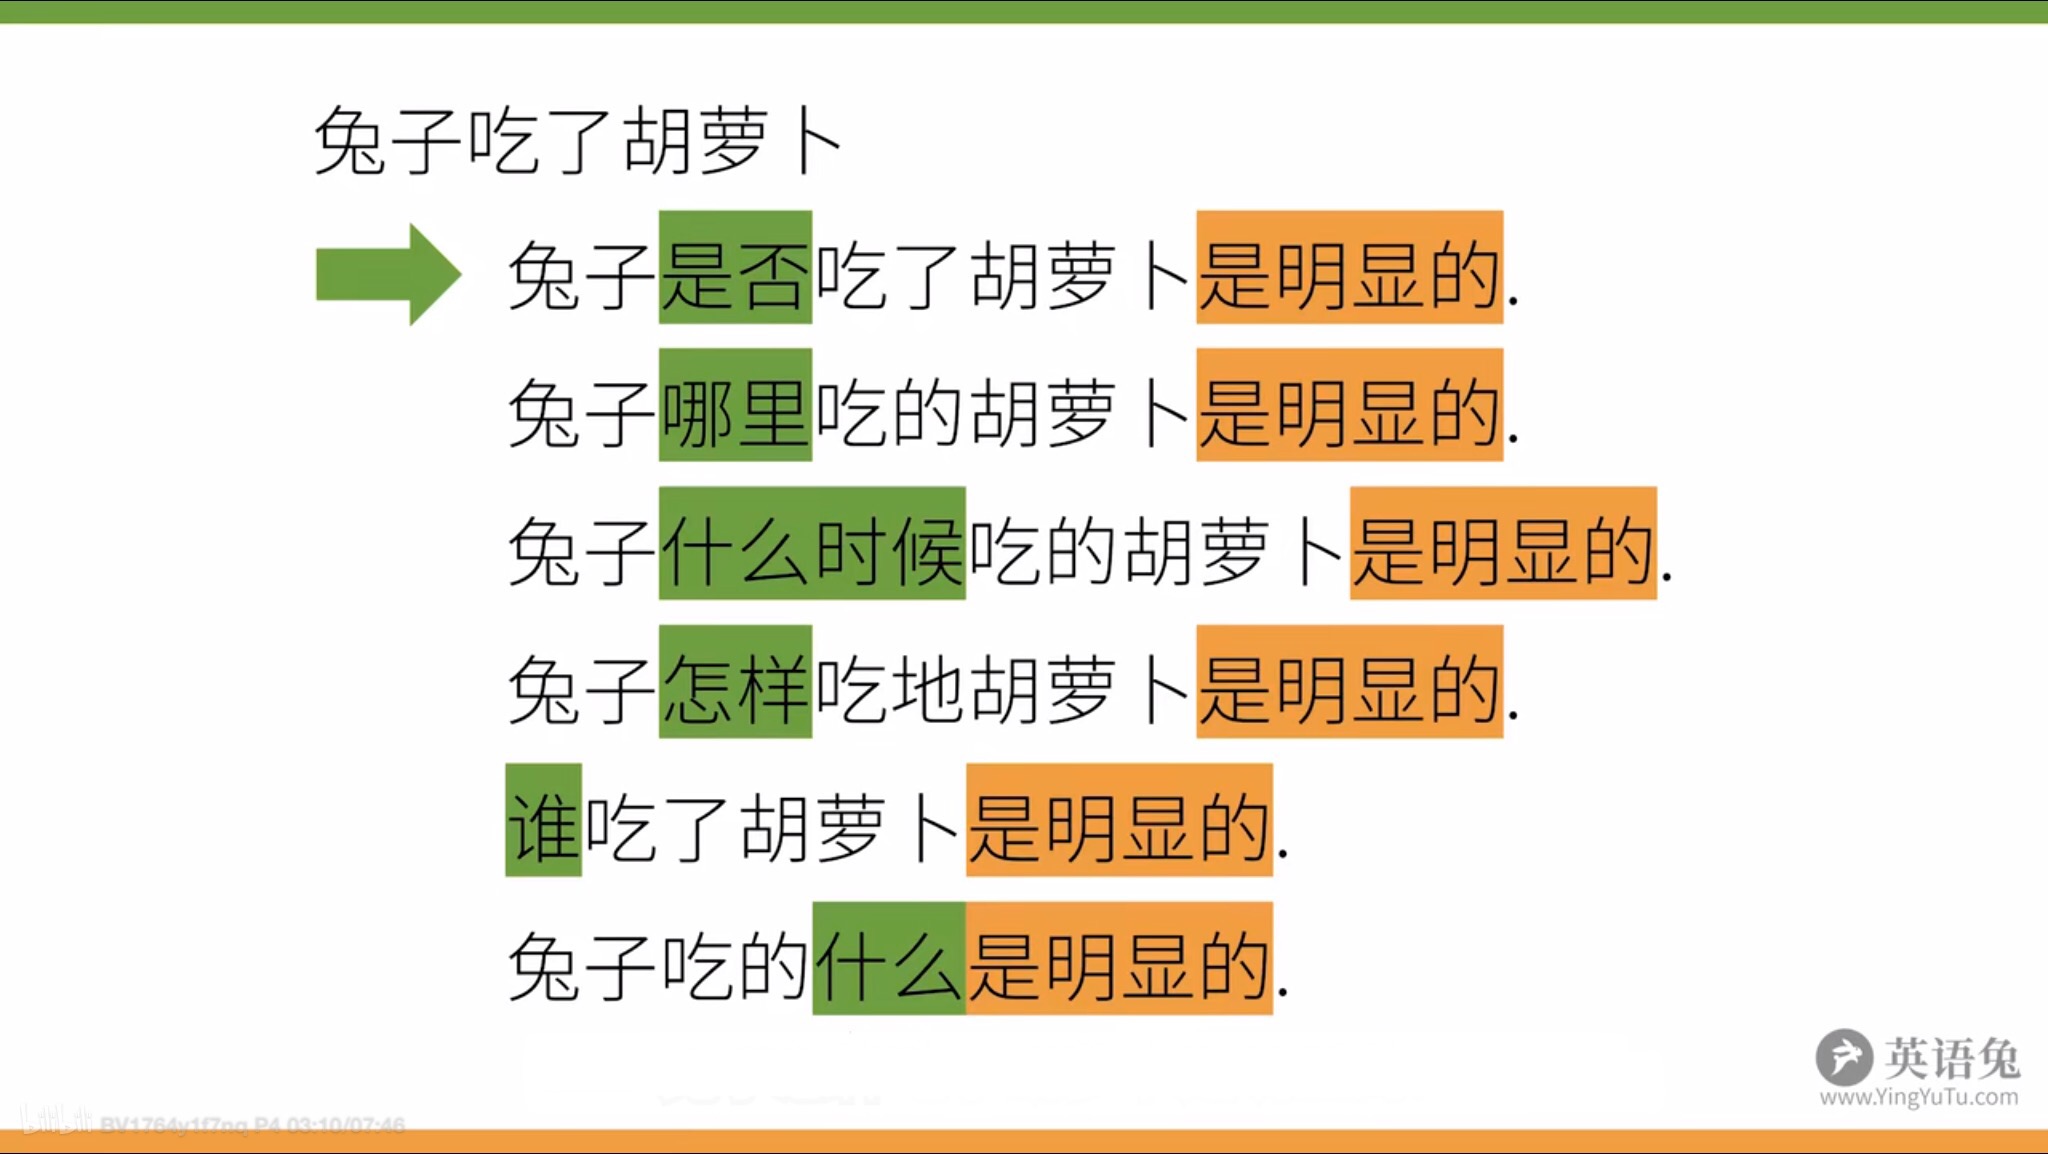 兔子吃了胡萝卜
兔子是否吃了胡萝卜是明显的.
兔子哪里吃的胡萝卜是明显的.
兔子什么时候吃的胡萝卜是明显的.
兔子怎样吃地胡萝卜是明显的.
谁吃了胡萝卜是明显的.
兔子吃的什么是明显的.
英语兔
www.YingYuTu.com
bilibili BV1764y1f7nq P4 03:10/07:46